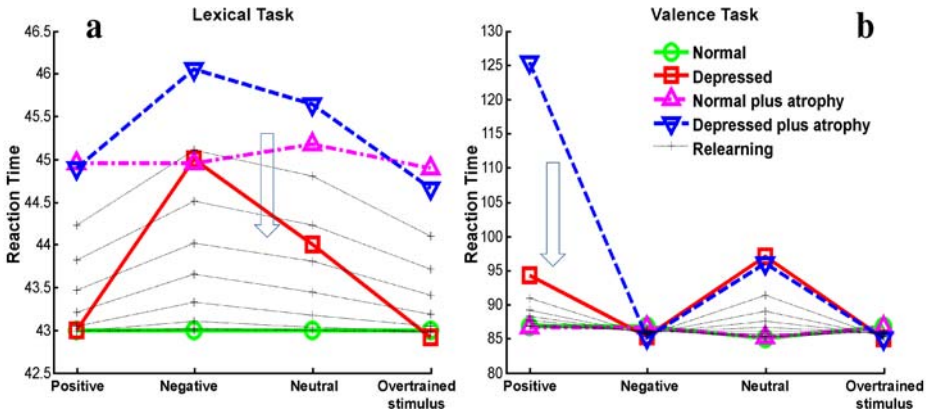 a
Lexical Task
Reaction Time
46.5
46
45.5
45
44.5
44
43.5
43
42.5
Positive
Negative
Neutral
Overtrained
stimulus
b
Valence Task
Reaction Time
130
125
120
115
110
105
100
95
90
85
80
Normal
Depressed
Normal plus atrophy
Depressed plus atrophy
Relearning
Positive
Negative
Neutral
Overtrained
stimulus